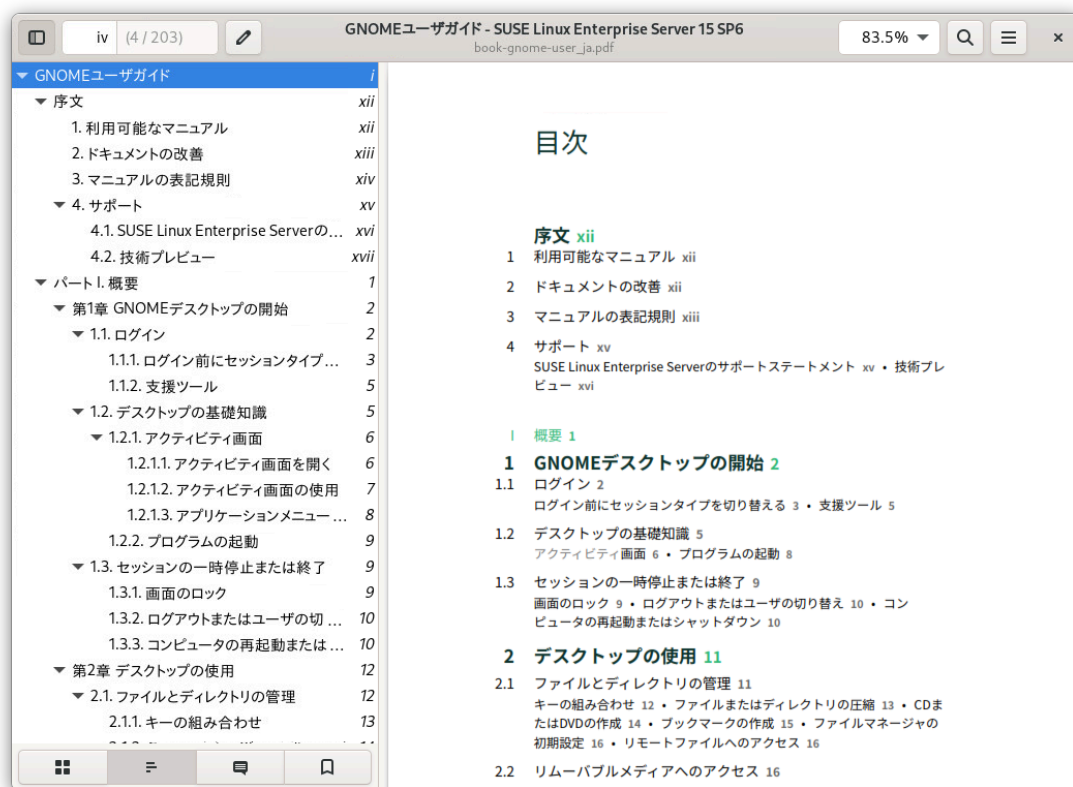 iv (4 / 203)
GNOMEユーザガイド - SUSE Linux Enterprise Server 15 SP6
book-gnome-user_ja.pdf
83.5%
GNOMEユーザガイド i
序文 xii
1. 利用可能なマニュアル xii
2. ドキュメントの改善 xiii
3. マニュアルの表記規則 xiv
4. サポート xv
4.1. SUSE Linux Enterprise Serverの... xvi
4.2. 技術プレビュー xvii
パート I. 概要 1
第1章 GNOMEデスクトップの開始 2
1.1. ログイン 2
1.1.1. ログイン前にセッションタイプ... 3
1.1.2. 支援ツール 5
1.2. デスクトップの基礎知識 5
1.2.1. アクティビティ画面 6
1.2.1.1. アクティビティ画面を開く 6
1.2.1.2. アクティビティ画面の使用 7
1.2.1.3. アプリケーションメニュー... 8
1.2.2. プログラムの起動 9
1.3. セッションの一時停止または終了 9
1.3.1. 画面のロック 9
1.3.2. ログアウトまたはユーザの切 ... 10
1.3.3. コンピュータの再起動または... 10
第2章 デスクトップの使用 12
2.1. ファイルとディレクトリの管理 12
2.1.1. キーの組み合わせ 13
目次
序文 xii
1 利用可能なマニュアル xii
2 ドキュメントの改善 xii
3 マニュアルの表記規則 xiii
4 サポート xv
SUSE Linux Enterprise Serverのサポートステートメント xv • 技術プレ
ビュー xvi
I 概要 1
1 GNOMEデスクトップの開始 2
1.1 ログイン 2
ログイン前にセッションタイプを切り替える 3 • 支援ツール 5
1.2 デスクトップの基礎知識 5
アクティビティ画面 6 • プログラムの起動 8
1.3 セッションの一時停止または終了 9
画面のロック 9 • ログアウトまたはユーザの切り替え 10 • コン
ピュータの再起動またはシャットダウン 10
2 デスクトップの使用 11
2.1 ファイルとディレクトリの管理 11
キーの組み合わせ 12 • ファイルまたはディレクトリの圧縮 13 • CDま
たはDVDの作成 14 • ブックマークの作成 15 • ファイルマネージャの
初期設定 16 • リモートファイルへのアクセス 16
2.2 リムーバブルメディアへのアクセス 16